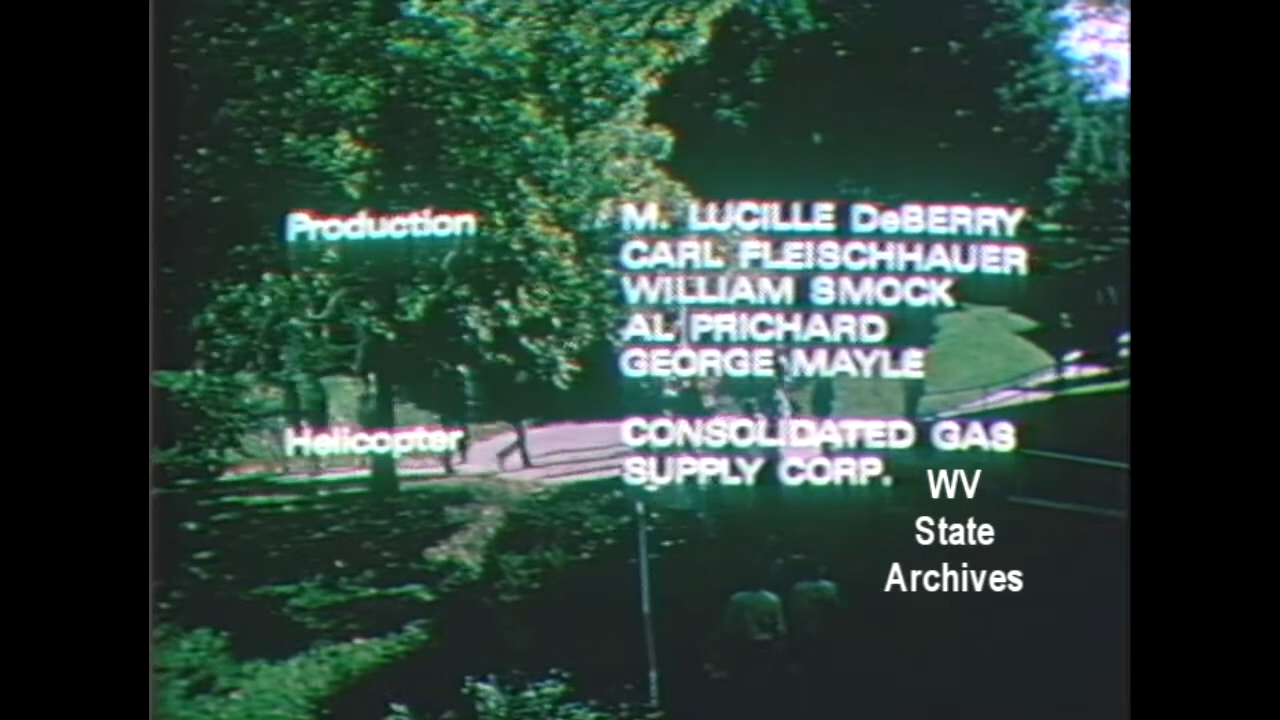 Production M. LUCILLE DeBERRY
CARL FLEISCHHAUER
WILLIAM SMOCK
AL PRICHARD
GEORGE MAYLE
Helicopter CONSOLIDATED GAS
SUPPLY CORP.
WV
State
Archives